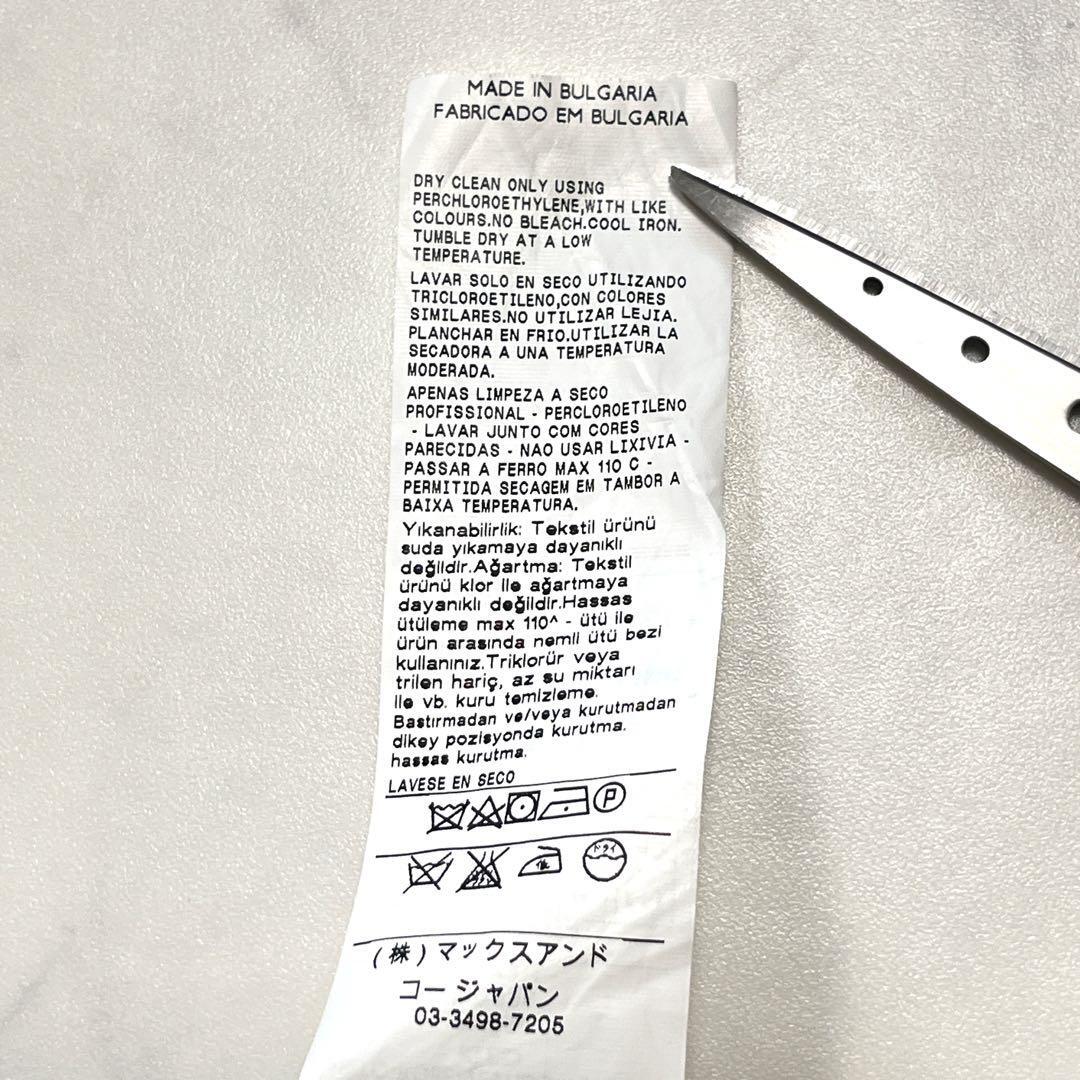 MADE IN BULGARIA
FABRICADO EM BULGARIA
DRY CLEAN ONLY USING
PERCHLOROETHYLENE,WITH LIKE
COLOURS.NO BLEACH.COOL IRON.
TUMBLE DRY AT A LOW
TEMPERATURE.
LAVAR SOLO EN SECO UTILIZANDO
TRICLOROETILENO,CON COLORES
SIMILARES.NO UTILIZAR LEJIA.
PLANCHAR EN FRIO.UTILIZAR LA
SECADORA A UNA TEMPERATURA
MODERADA.
APENAS LIMPEZA A SECO
PROFISSIONAL - PERCLOROETILENO
- LAVAR JUNTO COM CORES
PARECIDAS - NAO USAR LIXIVIA -
PASSAR A FERRO MAX 110 C -
PERMITIDA SECAGEM EM TAMBOR A
BAIXA TEMPERATURA.
Yıkanabilirlik: Tekstil ürünü
suda yıkamaya dayanıklı
değildir.Ağartma: Tekstil
ürünü klor ile ağartmaya
dayanıklı değildir.Hassas
ütüleme max 110^ - ütü ile
ürün arasında nemli ütü bezi
kullanınız.Triklorür veya
trilen hariç, az su miktarı
ile vb. kuru temizleme.
Bastırmadan ve/veya kurutmadan
dikey pozisyonda kurutma.
hassas kurutma.
LAVESE EN SECO
P
低 ドライ
(株)マックスアンド
コー ジャパン
03-3498-7205